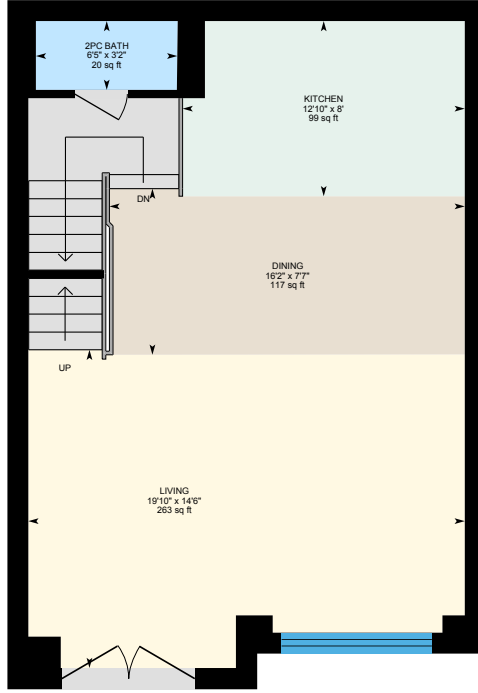 2PC BATH
6'5" x 3'2"
20 sq ft
KITCHEN
12'10" x 8'
99 sq ft
DN
DINING
16'2" x 7'7"
117 sq ft
UP
LIVING
19'10" x 14'6"
263 sq ft